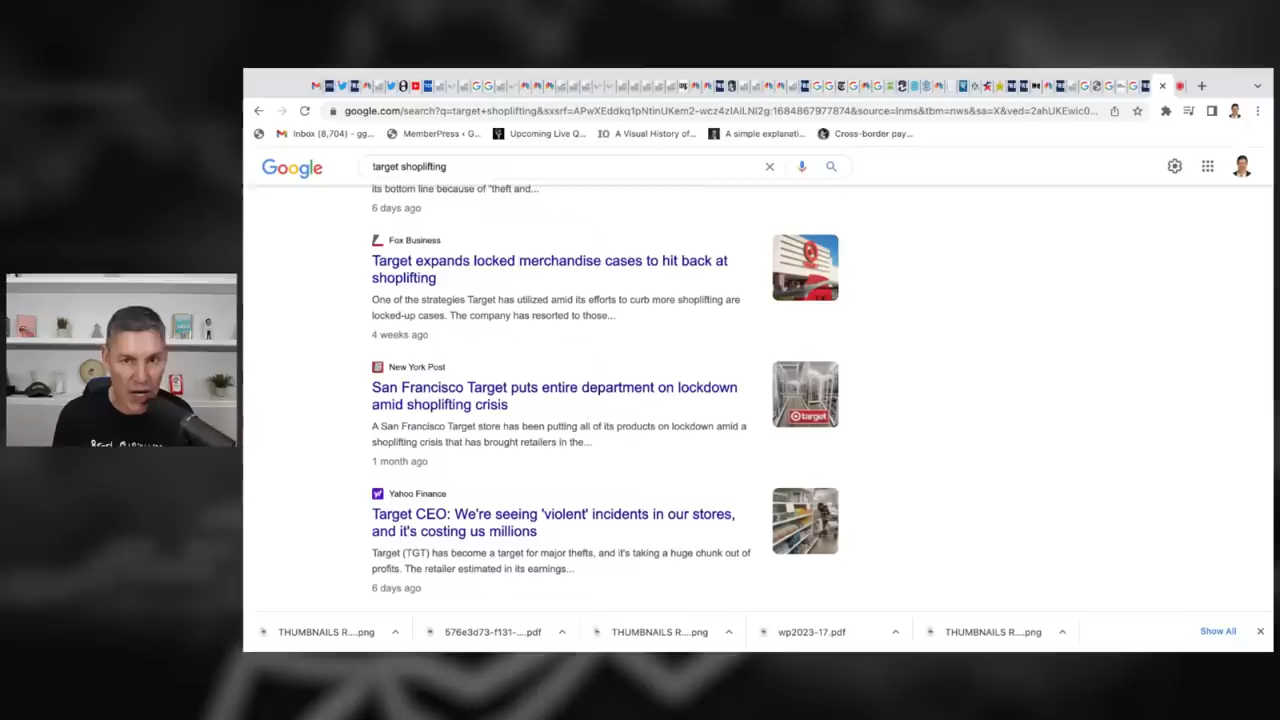 google.com/search?q=target+shoplifting&sxsrf=APwXEddkq1pNtinUKem2-wcz4zIAiLNI2g:1684867977874&source=lnms&tbm=nws&sa=X&ved=2ahUKEwic0...
Inbox (8,704) - gg...
MemberPress ‹ G...
Upcoming Live Q...
IO A Visual History of...
A simple explanati...
Cross-border pay...
Google
target shoplifting
its bottom line because of "theft and...
6 days ago
Fox Business
Target expands locked merchandise cases to hit back at
shoplifting
One of the strategies Target has utilized amid its efforts to curb more shoplifting are
locked-up cases. The company has resorted to those...
4 weeks ago
New York Post
San Francisco Target puts entire department on lockdown
amid shoplifting crisis
A San Francisco Target store has been putting all of its products on lockdown amid a
shoplifting crisis that has brought retailers in the...
target
1 month ago
Yahoo Finance
Target CEO: We're seeing 'violent' incidents in our stores,
and it's costing us millions
Target (TGT) has become a target for major thefts, and it's taking a huge chunk out of
profits. The retailer estimated in its earnings...
6 days ago
THUMBNAILS R....png
576e3d73-f131-....pdf
THUMBNAILS R....png
wp2023-17.pdf
THUMBNAILS R....png
Show All